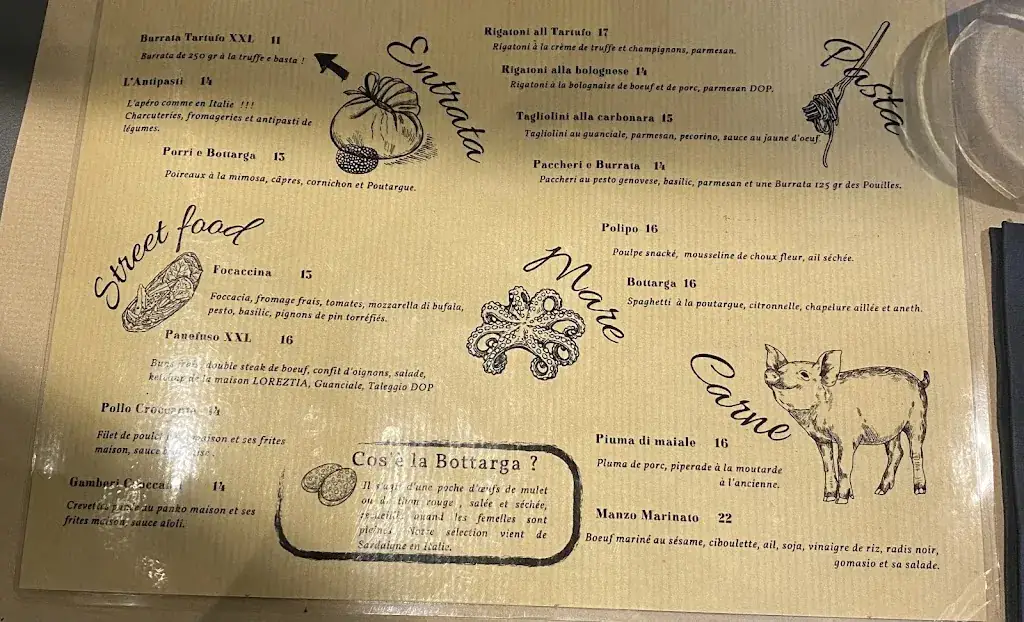 Entrata
Burrata Tartufo XXL 11
Burrata de 250 gr à la truffe e basta !
L'Antipasti 14
L'apéro comme en Italie !!!
Charcuteries, fromageries et antipasti de
légumes.
Porri e Bottarga 13
Poireaux à la mimosa, câpres, cornichon et Poutargue.
Pasta
Rigatoni all Tartufo 17
Rigatoni à la crème de truffe et champignons, parmesan.
Rigatoni alla bolognese 14
Rigatoni à la bolognaise de boeuf et de porc, parmesan DOP.
Tagliolini alla carbonara 15
Tagliolini au guanciale, parmesan, pecorino, sauce au jaune d'oeuf.
Paccheri e Burrata 14
Paccheri au pesto genovese, basilic, parmesan et une Burrata 125 gr des Pouilles.
Street food
Focaccina 13
Foccacia, fromage frais, tomates, mozzarella di bufala,
pesto, basilic, pignons de pin torréfiés.
Panefuso XXL 16
double steak de boeuf, confit d'oignons, salade,
de la maison LOREZTIA, Guanciale, Taleggio DOP
Pollo 14
Filet de poulet maison et ses frites
maison, sauce
Gamberi 14
Crevettes au panko maison et ses
frites maison, sauce aïoli.
Mare
Polipo 16
Poulpe snacké, mousseline de choux fleur, ail séchée.
Bottarga 16
Spaghetti à la poutargue, citronnelle, chapelure aillée et aneth.
Carne
Piuma di maiale 16
Pluma de porc, piperade à la moutarde
à l'ancienne.
Manzo Marinato 22
Boeuf mariné au sésame, ciboulette, ail, soja, vinaigre de riz, radis noir,
gomasio et sa salade.
Cos'e la Bottarga ?
Il s'agit d'une poche d'œufs de mulet
ou de thon rouge , salée et séchée,
quand les femelles sont
pleines. Notre sélection vient de
Sardaigne en Italie.